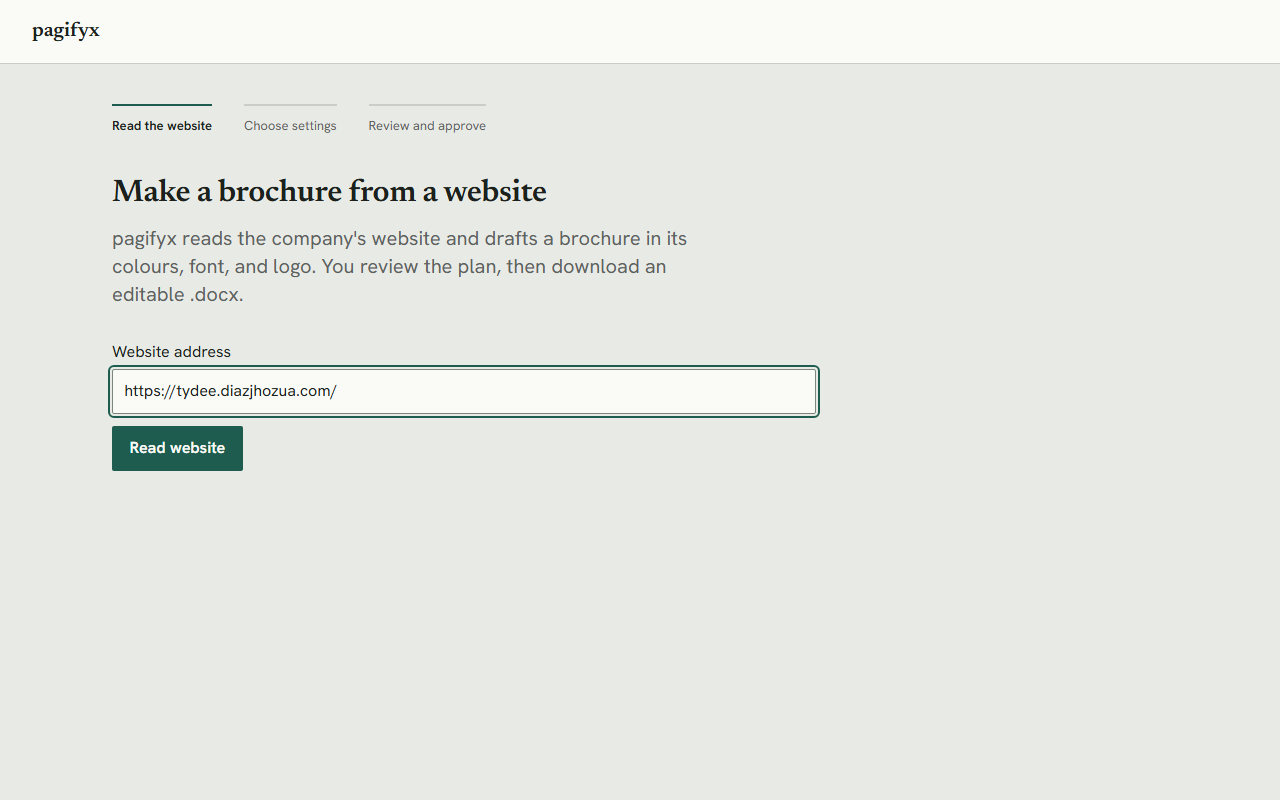 pagifyx
Read the website
Choose settings
Review and approve
Make a brochure from a website
pagifyx reads the company's website and drafts a brochure in its
colours, font, and logo. You review the plan, then download an
editable .docx.
Website address
https://tydee.diazjhozua.com/
Read website